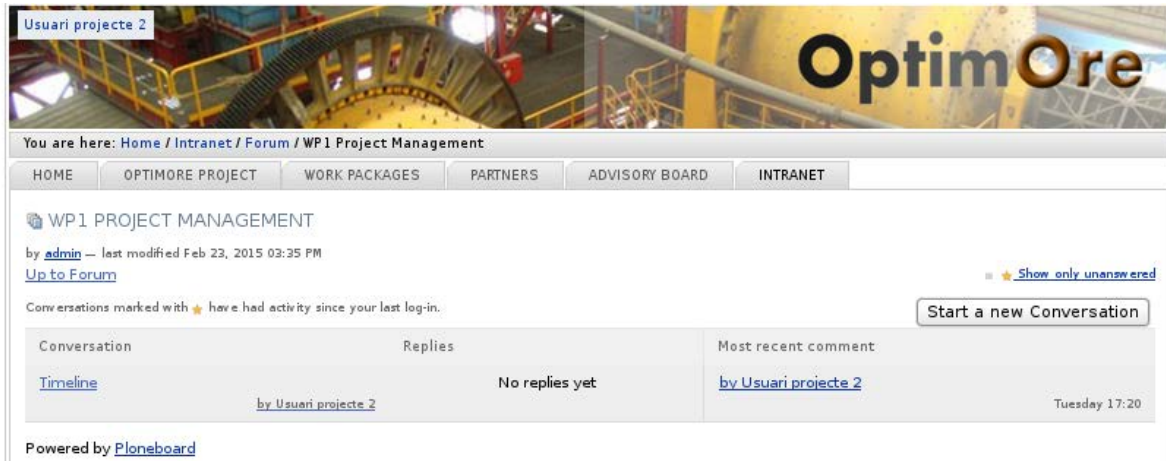 Usuari projecte 2
OptimOre
You are here: Home / Intranet / Forum / WP1 Project Management
HOME OPTIMORE PROJECT WORK PACKAGES PARTNERS ADVISORY BOARD INTRANET
WP1 PROJECT MANAGEMENT
by admin — last modified Feb 23, 2015 03:35 PM
Up to Forum
Show only unanswered
Conversations marked with have had activity since your last log-in.
Start a new Conversation
Conversation Replies Most recent comment
Timeline No replies yet by Usuari projecte 2
by Usuari projecte 2 Tuesday 17:20
Powered by Ploneboard